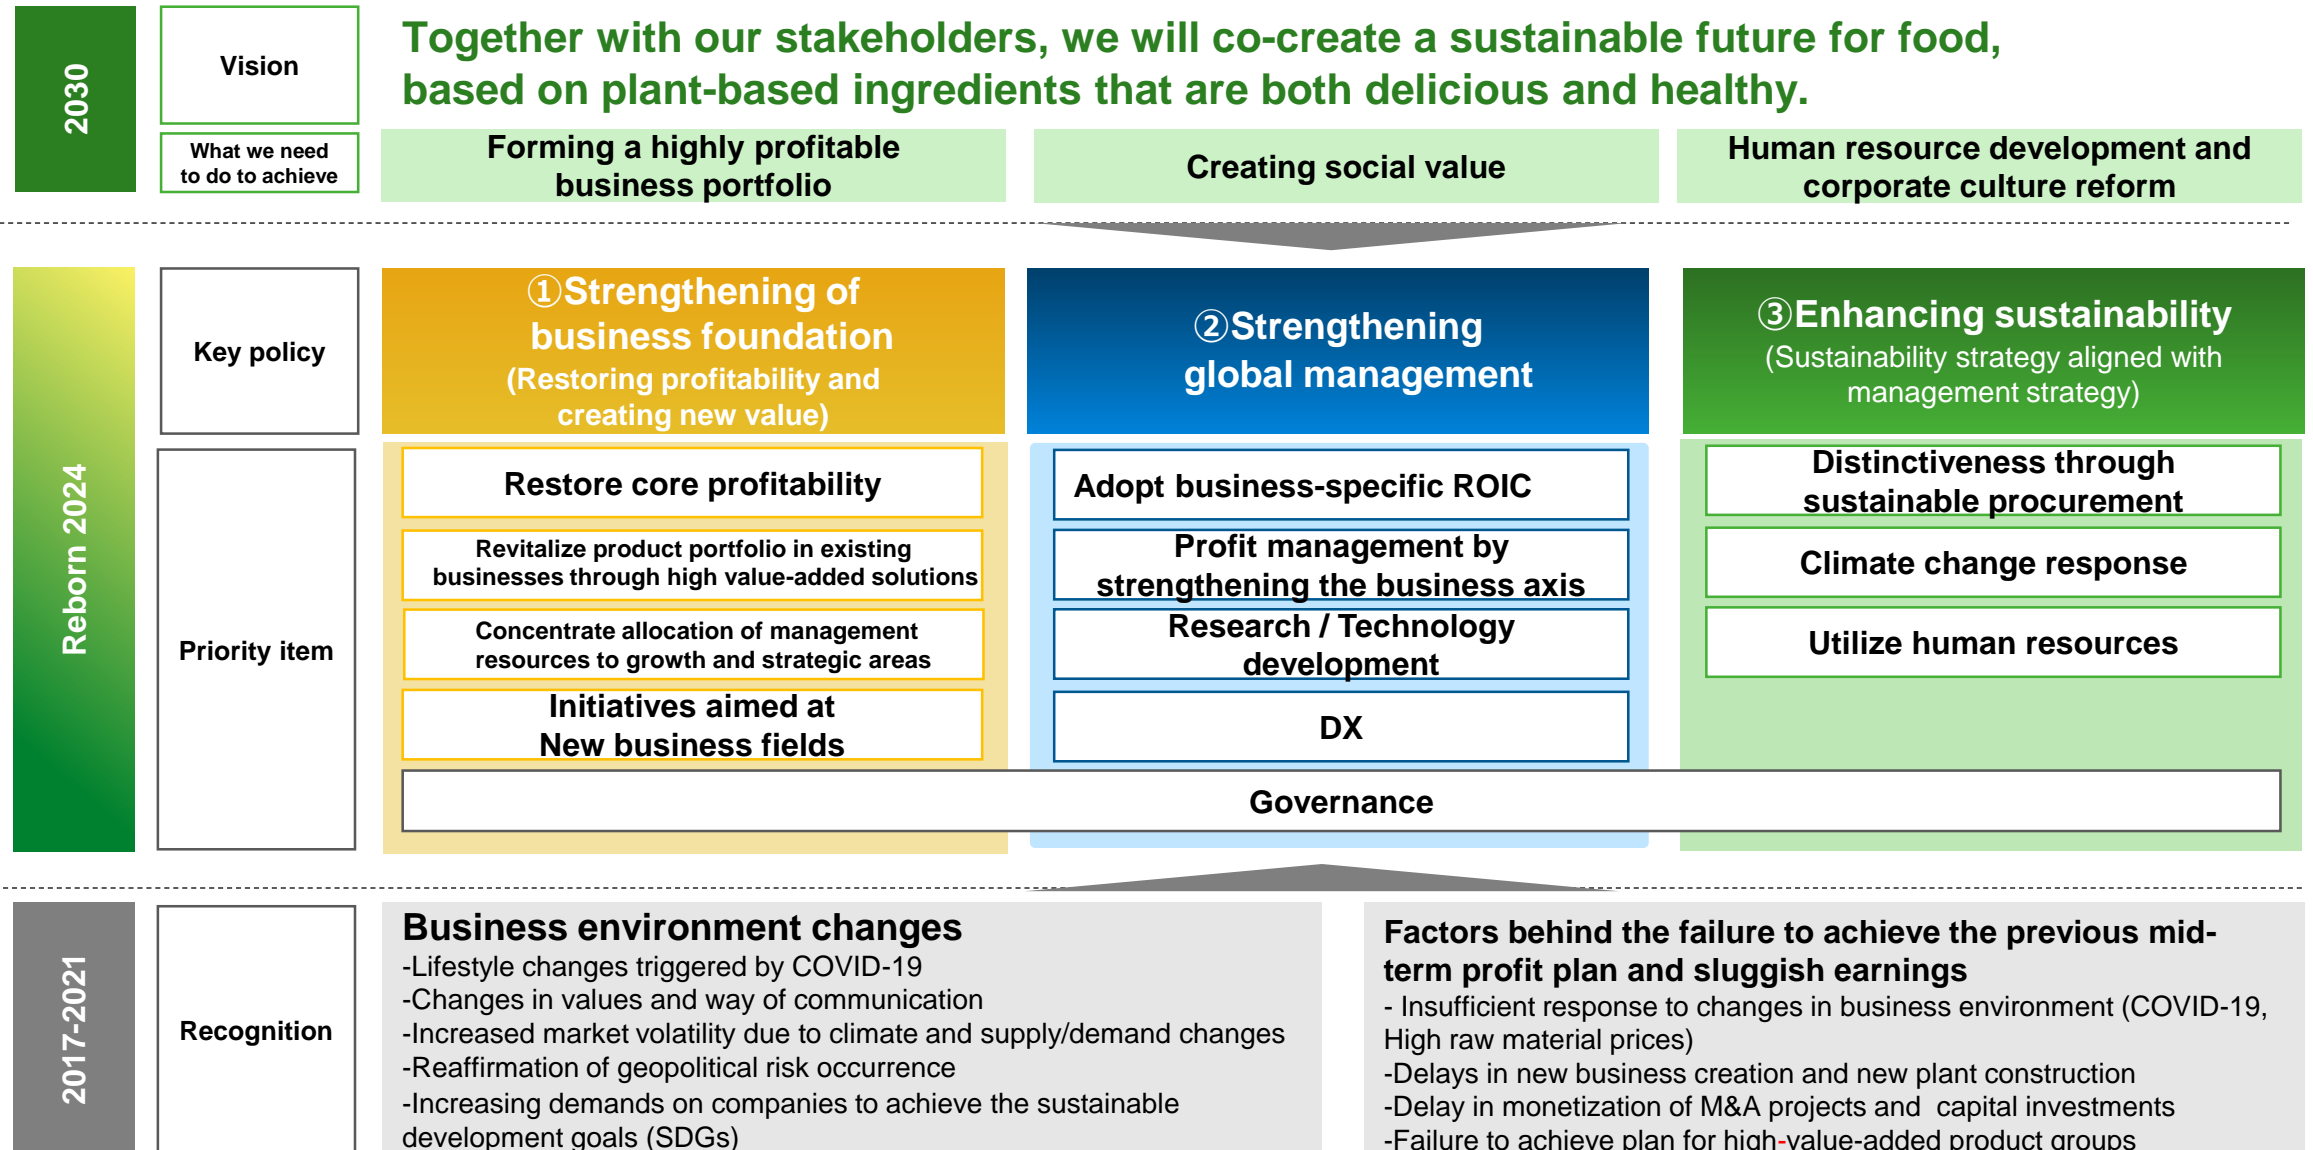 2030
Vision
Together with our stakeholders, we will co-create a sustainable future for food,
based on plant-based ingredients that are both delicious and healthy.
What we need
to do to achieve
Forming a highly profitable
business portfolio
Creating social value
Human resource development and
corporate culture reform
Reborn 2024
Key policy
①Strengthening of
business foundation
(Restoring profitability and
creating new value)
②Strengthening
global management
③Enhancing sustainability
(Sustainability strategy aligned with
management strategy)
Priority item
Restore core profitability
Revitalize product portfolio in existing
businesses through high value-added solutions
Concentrate allocation of management
resources to growth and strategic areas
Initiatives aimed at
New business fields
Adopt business-specific ROIC
Profit management by
strengthening the business axis
Research / Technology
development
DX
Distinctiveness through
sustainable procurement
Climate change response
Utilize human resources
Governance
2017-2021
Recognition
Business environment changes
-Lifestyle changes triggered by COVID-19
-Changes in values and way of communication
-Increased market volatility due to climate and supply/demand changes
-Reaffirmation of geopolitical risk occurrence
-Increasing demands on companies to achieve the sustainable
development goals (SDGs)
Factors behind the failure to achieve the previous mid-
term profit plan and sluggish earnings
- Insufficient response to changes in business environment (COVID-19,
High raw material prices)
-Delays in new business creation and new plant construction
-Delay in monetization of M&A projects and capital investments
-Failure to achieve plan for high-value-added product groups